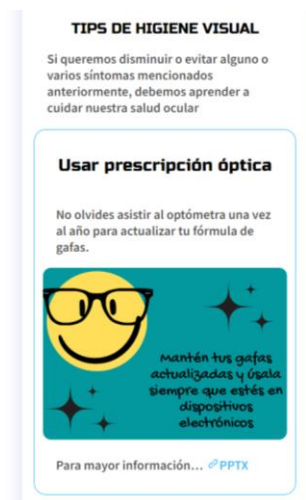 TIPS DE HIGIENE VISUAL
Si queremos disminuir o evitar alguno o
varios síntomas mencionados
anteriormente, debemos aprender a
cuidar nuestra salud ocular
Usar prescripción óptica
No olvides asistir al optómetra una vez
al año para actualizar tu fórmula de
gafas.
Mantén tus gafas
actualizadas y úsala
siempre que estés en
dispositivos
electrónicos
Para mayor información... PPTX